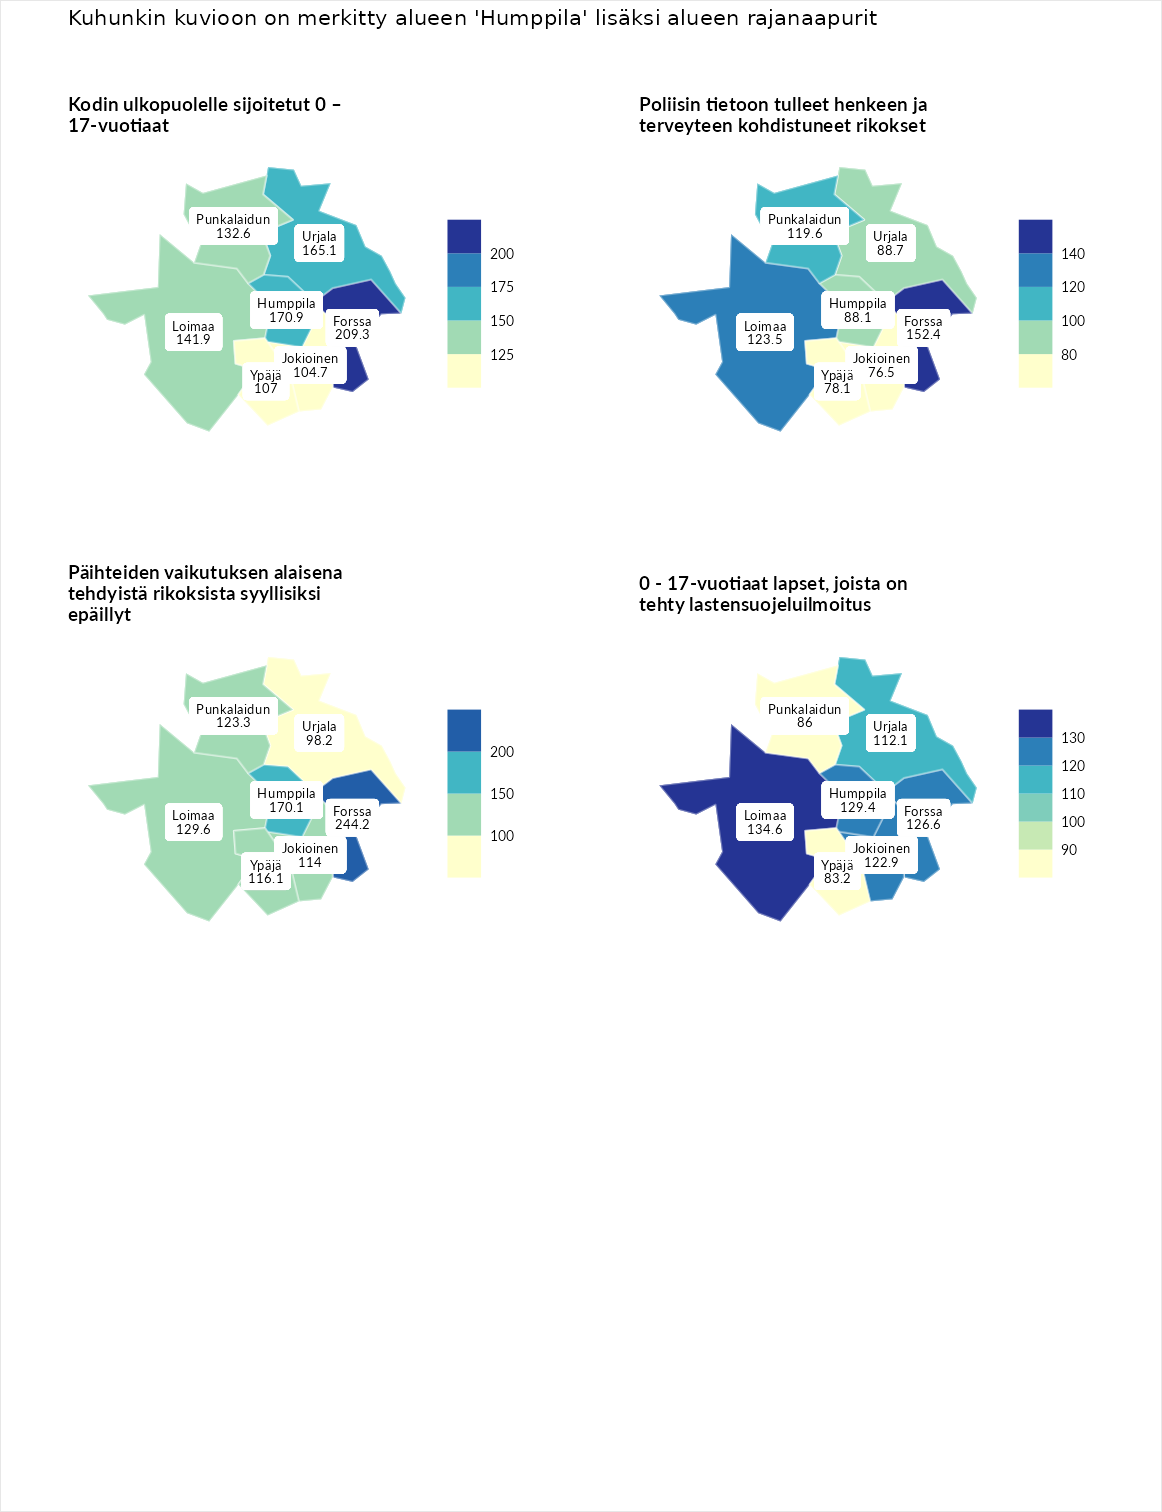 Kuhunkin kuvioon on merkitty alueen 'Humppila' lisäksi alueen rajanaapurit
Kodin ulkopuolelle sijoitetut 0 –
17-vuotiaat
Punkalaidun
132.6
Urjala
165.1
Humppila
170.9
Loimaa
141.9
Forssa
209.3
Jokioinen
104.7
Ypäjä
107
200
175
150
125
Poliisin tietoon tulleet henkeen ja
terveyteen kohdistuneet rikokset
Punkalaidun
119.6
Urjala
88.7
Humppila
88.1
Loimaa
123.5
Forssa
152.4
Jokioinen
76.5
Ypäjä
78.1
140
120
100
80
Päihteiden vaikutuksen alaisena
tehdyistä rikoksista syyllisiksi
epäillyt
Punkalaidun
123.3
Urjala
98.2
Humppila
170.1
Loimaa
129.6
Forssa
244.2
Jokioinen
114
Ypäjä
116.1
200
150
100
0 - 17-vuotiaat lapset, joista on
tehty lastensuojeluilmoitus
Punkalaidun
86
Urjala
112.1
Humppila
129.4
Loimaa
134.6
Forssa
126.6
Jokioinen
122.9
Ypäjä
83.2
130
120
110
100
90